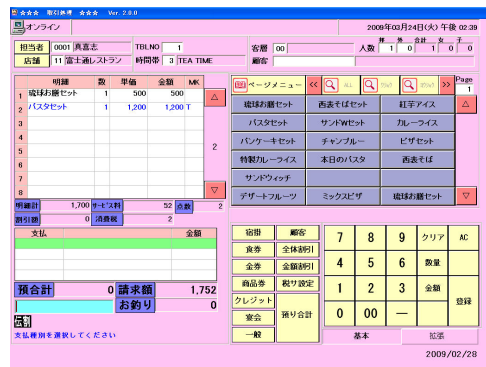 ☆☆☆ 取引処理 ☆☆☆ Ver. 2.0.0
オンライン 2009年03月24日(火) 午後 02:39
担当者 0001 真喜志 TBLNO 1 客層 00 人数 1 0 1 0 0
店舗 11 富士通レストラン 時間帯 3 TEA TIME 顧客
明細 数 単価 金額 MK
1 琉球お膳セット 1 500 500
2 パスタセット 1 1,200 1,200 T
3
4
5
6
7
8
2
ページメニュー << ALL >> Page 1
琉球お膳セット 西表そばセット 紅芋アイス
パスタセット サンドWセット カレーライス
パンケーキセット チャンプルー ピザセット
特製カレーライス 本日のパスタ 西表そば
サンドウィッチ
デザートフルーツ ミックスピザ 琉球お膳セット
明細計 1,700 サービス料 52 点数 2
割引額 0 消費税 2
支払 金額
預合計 0 請求額 1,752
お釣り 0
伝割
支払種別を選択してください
宿掛 顧客
食券 全体割引
金券 金額割引
商品券 税サ設定
クレジット 預り合計
宴会
一般
7 8 9 クリア AC
4 5 6 数量
1 2 3 金額 登録
0 00 —
基本 拡張
2009/02/28